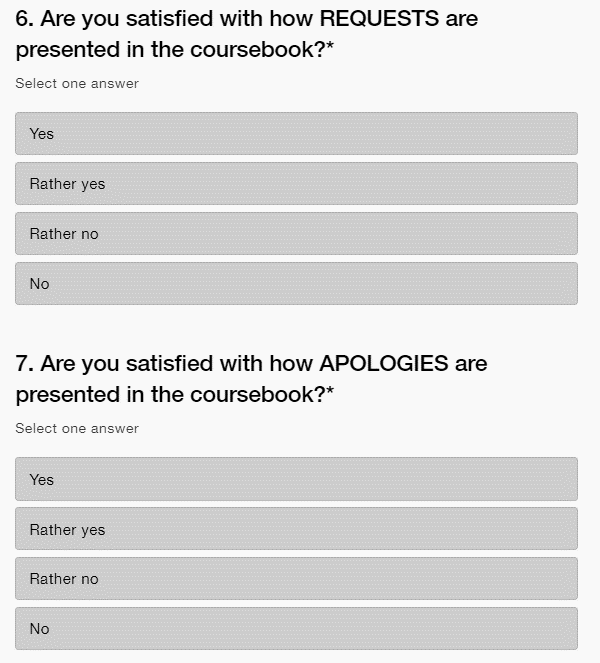 6. Are you satisfied with how REQUESTS are
presented in the coursebook?*
Select one answer
Yes
Rather yes
Rather no
No
7. Are you satisfied with how APOLOGIES are
presented in the coursebook?*
Select one answer
Yes
Rather yes
Rather no
No